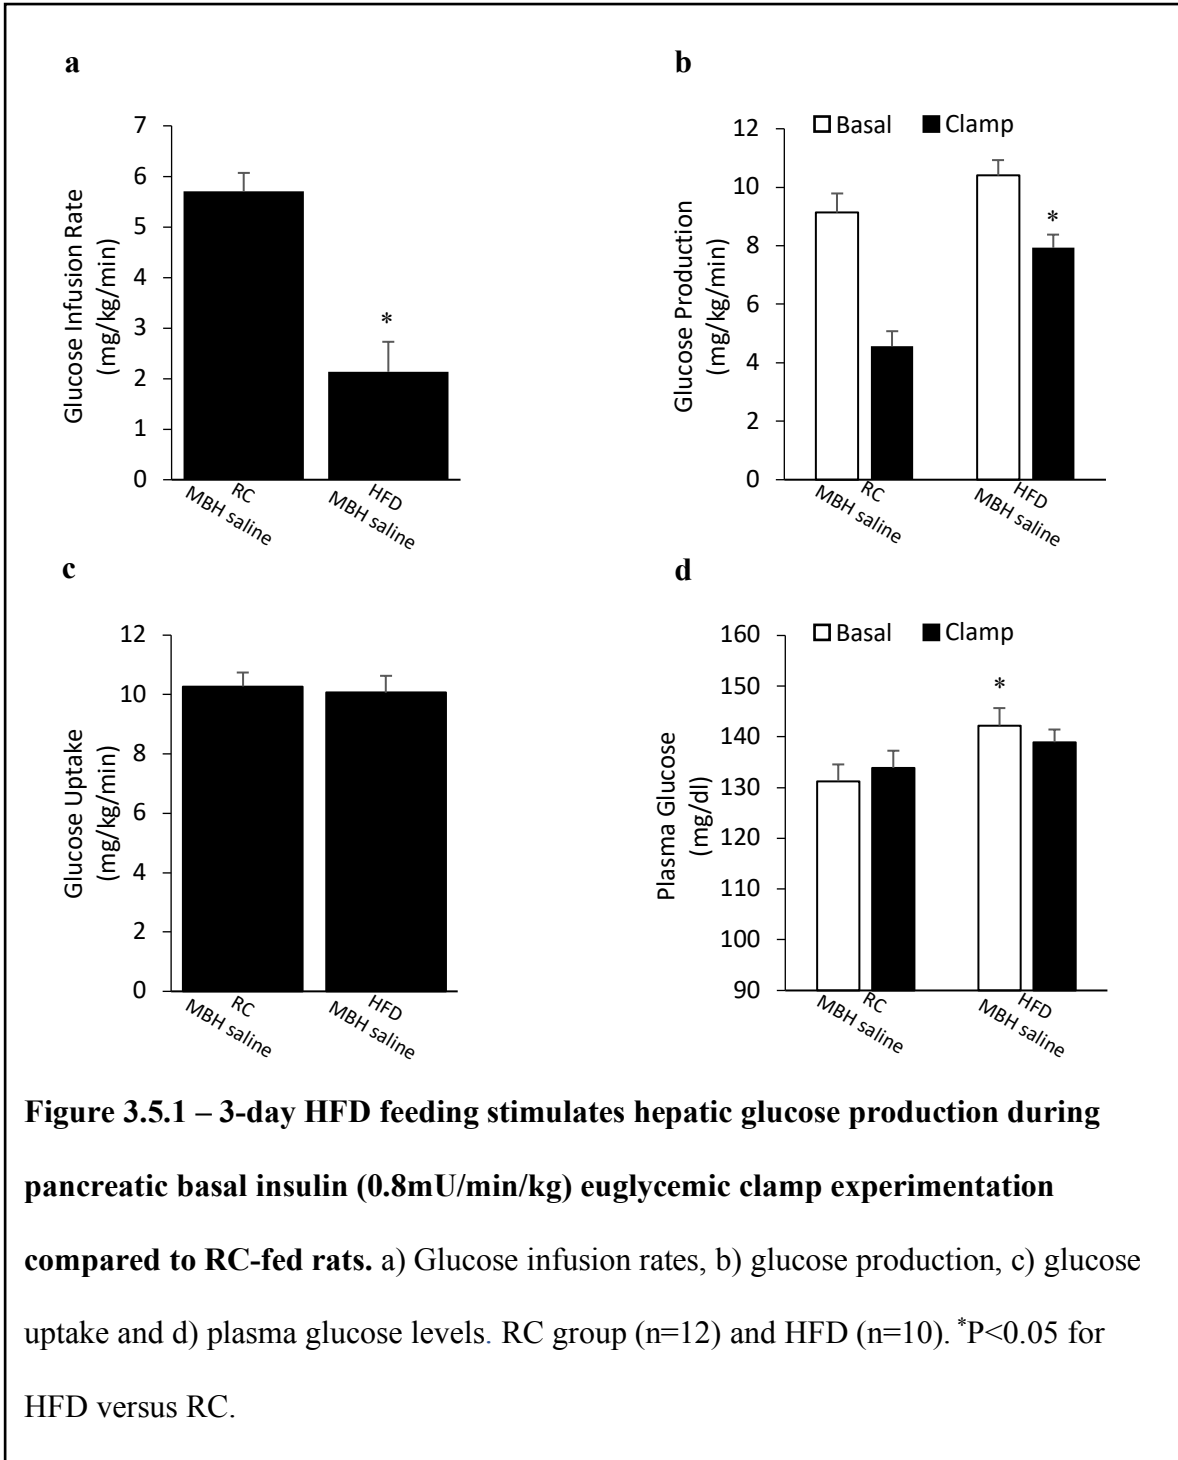 a
7
6
5
4
3
2
1
0
Glucose Infusion Rate
(mg/kg/min)
*
RC
MBH saline
HFD
MBH saline
b
Basal
Clamp
12
10
8
6
4
2
0
Glucose Production
(mg/kg/min)
*
RC
MBH saline
HFD
MBH saline
c
12
10
8
6
4
2
0
Glucose Uptake
(mg/kg/min)
RC
MBH saline
HFD
MBH saline
d
Basal
Clamp
160
150
140
130
120
110
100
90
Plasma Glucose
(mg/dl)
*
RC
MBH saline
HFD
MBH saline
Figure 3.5.1 – 3-day HFD feeding stimulates hepatic glucose production during
pancreatic basal insulin (0.8mU/min/kg) euglycemic clamp experimentation
compared to RC-fed rats. a) Glucose infusion rates, b) glucose production, c) glucose
uptake and d) plasma glucose levels. RC group (n=12) and HFD (n=10). *P<0.05 for
HFD versus RC.